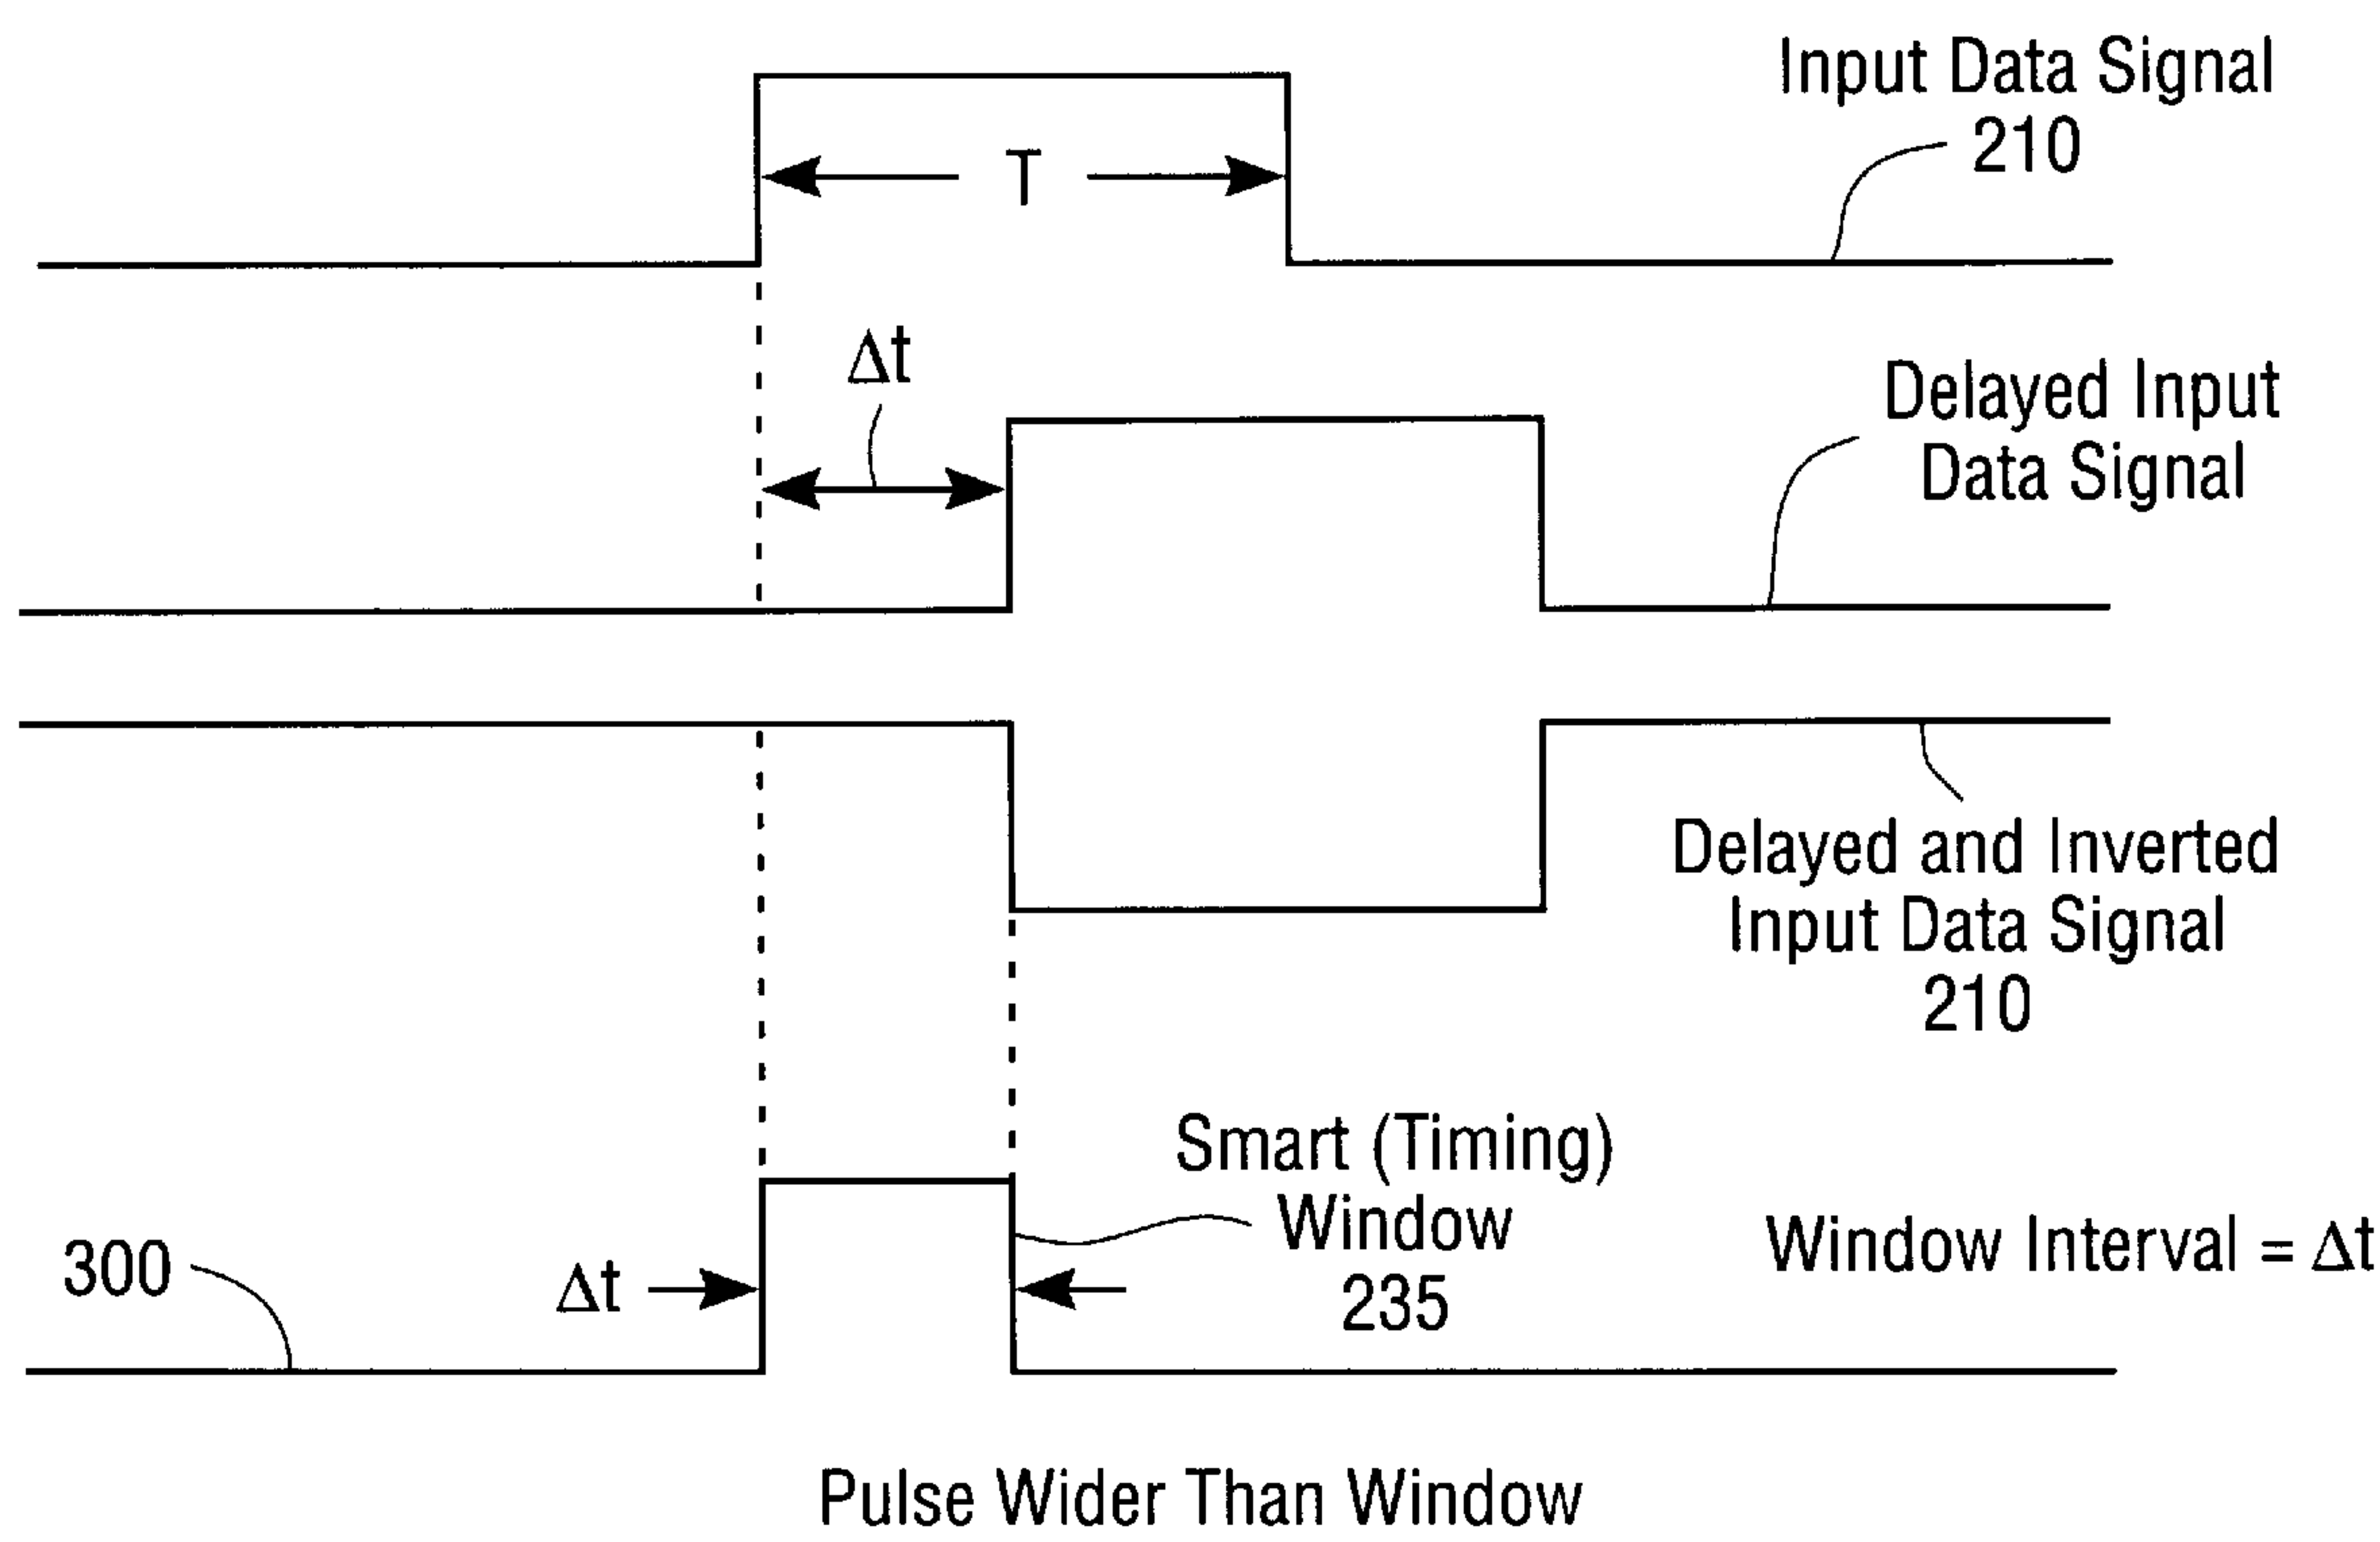 Input Data Signal
210
T
Δt
Delayed Input
Data Signal
Delayed and Inverted
Input Data Signal
210
Smart (Timing)
Window
235
Window Interval = Δt
300
Δt
Pulse Wider Than Window